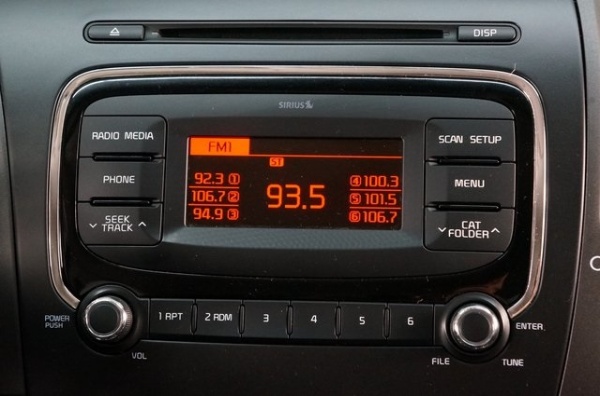 DISP
SIRIUS
RADIO MEDIA
PHONE
SEEK
TRACK
FM1
ST
92.3 1
106.7 2
94.9 3
93.5
4 100.3
5 101.5
6 106.7
SCAN SETUP
MENU
CAT
FOLDER
POWER
PUSH
VOL
1 RPT
2 RDM
3
4
5
6
ENTER
FILE
TUNE